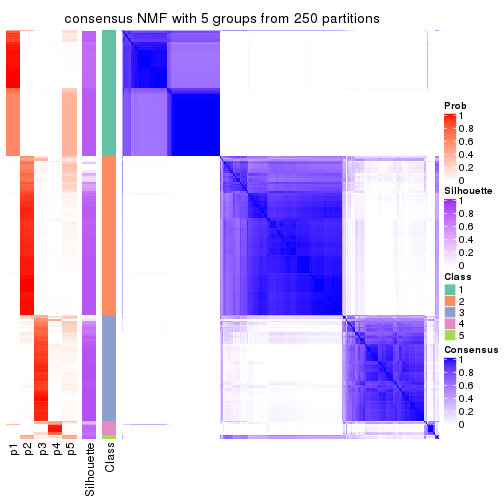 consensus NMF with 5 groups from 250 partitions
Prob
1
0.8
0.6
0.4
0.2
0
Silhouette
1
0.8
0.6
0.4
0.2
0
Class
1
2
3
4
5
Consensus
1
0.8
0.6
0.4
0.2
0
p1
p2
p3
p4
p5
Silhouette
Class